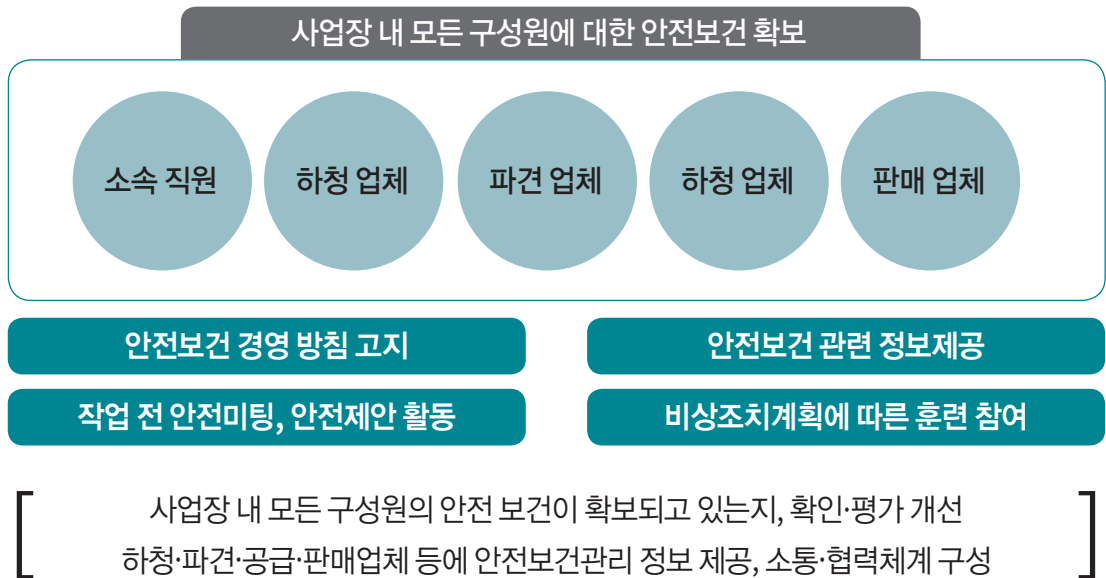 사업장 내 모든 구성원에 대한 안전보건 확보
소속 직원
하청 업체
파견 업체
하청 업체
판매 업체
안전보건 경영 방침 고지
안전보건 관련 정보제공
작업 전 안전미팅, 안전제안 활동
비상조치계획에 따른 훈련 참여
[ 사업장 내 모든 구성원의 안전 보건이 확보되고 있는지, 확인·평가 개선
하청·파견·공급·판매업체 등에 안전보건관리 정보 제공, 소통·협력체계 구성 ]